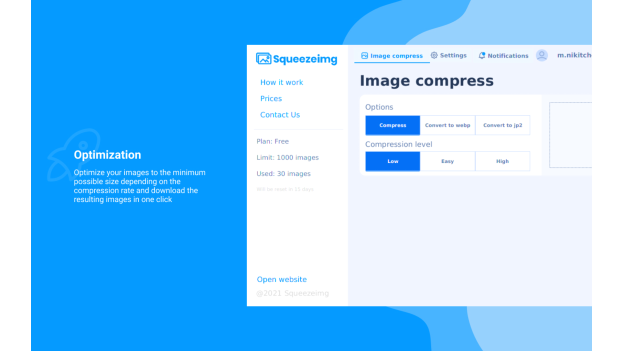 Squeezeimg
Image compress
Settings
Notifications
m.nikitch
How it work
Prices
Contact Us
Image compress
Options
Compress
Convert to webp
Convert to jp2
Compression level
Low
Easy
High
Plan: Free
Limit: 1000 images
Used: 30 images
Optimization
Optimize your images to the minimum
possible size depending on the
compression rate and download the
resulting images in one click
Open website
@2021 Squeezeimg